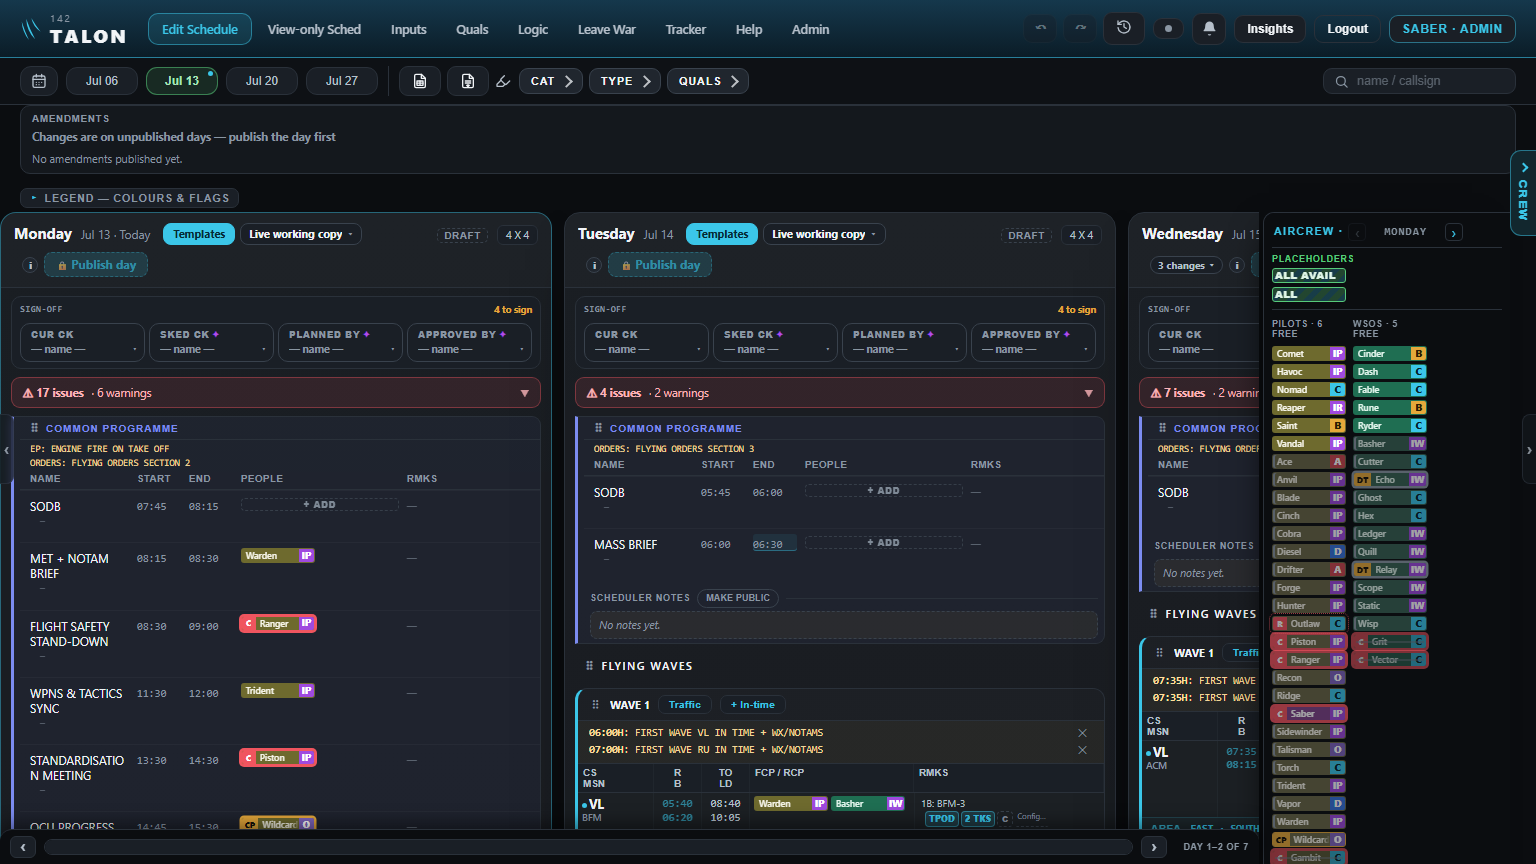 142
TALON
Edit Schedule
View-only Sched
Inputs
Quals
Logic
Leave War
Tracker
Help
Admin
Insights
Logout
SABER · ADMIN
Jul 06
Jul 13
Jul 20
Jul 27
CAT
TYPE
QUALS
name / callsign
AMENDMENTS
Changes are on unpublished days — publish the day first
No amendments published yet.
LEGEND — COLOURS & FLAGS
CREW
Monday Jul 13 · Today
Templates
Live working copy
DRAFT
4 X 4
Publish day
SIGN-OFF
4 to sign
CUR CK
— name —
SKED CK
— name —
PLANNED BY
— name —
APPROVED BY
— name —
17 issues · 6 warnings
COMMON PROGRAMME
EP: ENGINE FIRE ON TAKE OFF
ORDERS: FLYING ORDERS SECTION 2
NAME START END PEOPLE RMKS
SODB 07:45 08:15 + ADD —
—
MET + NOTAM BRIEF 08:15 08:30 Warden IP —
—
FLIGHT SAFETY STAND-DOWN 08:30 09:00 C Ranger IP —
—
WPNS & TACTICS SYNC 11:30 12:00 Trident IP —
—
STANDARDISATIO
N MEETING 13:30 14:30 C Piston IP —
—
OCU PROGRESS 14:45 15:30 CP Wildcard O —
Tuesday Jul 14
Templates
Live working copy
DRAFT
4 X 4
Publish day
SIGN-OFF
4 to sign
CUR CK
— name —
SKED CK
— name —
PLANNED BY
— name —
APPROVED BY
— name —
4 issues · 2 warnings
COMMON PROGRAMME
ORDERS: FLYING ORDERS SECTION 3
NAME START END PEOPLE RMKS
SODB 05:45 06:00 + ADD —
—
MASS BRIEF 06:00 06:30 + ADD —
—
SCHEDULER NOTES
MAKE PUBLIC
No notes yet.
FLYING WAVES
WAVE 1
Traffic
+ In-time
06:00H: FIRST WAVE VL IN TIME + WX/NOTAMS
07:00H: FIRST WAVE RU IN TIME + WX/NOTAMS
CS
MSN
R
B
TO
LD
FCP / RCP
RMKS
VL
BFM
05:40
06:20
08:40
10:05
Warden IP
Basher IW
1B: BFM-3
TPOD
2 TKS
C
Config...
Wednesday Jul 15
3 changes
SIGN-OFF
CUR CK
— name —
7 issues · 2 warnin
COMMON PROG
ORDERS: FLYING ORDE
NAME
SODB
—
SCHEDULER NOTES
No notes yet.
FLYING WAVES
WAVE 1
Traffi
07:35H: FIRST WAVE
07:35H: FIRST WAVE
CS
MSN
R
B
VL
ACM
07:35
08:15
AREA EAST · SOUTH
AIRCREW ·
MONDAY
PLACEHOLDERS
ALL AVAIL
ALL
PILOTS · 6 FREE
WSOS · 5 FREE
Comet IP
Havoc IP
Nomad C
Reaper IR
Saint B
Vandal IP
Ace A
Anvil IP
Blade IP
Cinch IP
Cobra IP
Diesel D
Drifter A
Forge IP
Hunter IP
R Outlaw C
C Piston IP
C Ranger IP
Recon O
Ridge C
C Saber IP
Sidewinder IP
Talisman O
Torch C
Trident IP
Vapor D
Warden IP
CP Wildcard O
C Gambit C
Cinder B
Dash C
Fable C
Rune B
Ryder C
Basher IW
Cutter C
DT Echo IW
Ghost C
Hex C
Ledger IW
Quill IW
DT Relay IW
Scope IW
Static IW
Wisp C
C Grit C
C Vector C
DAY 1–2 OF 7